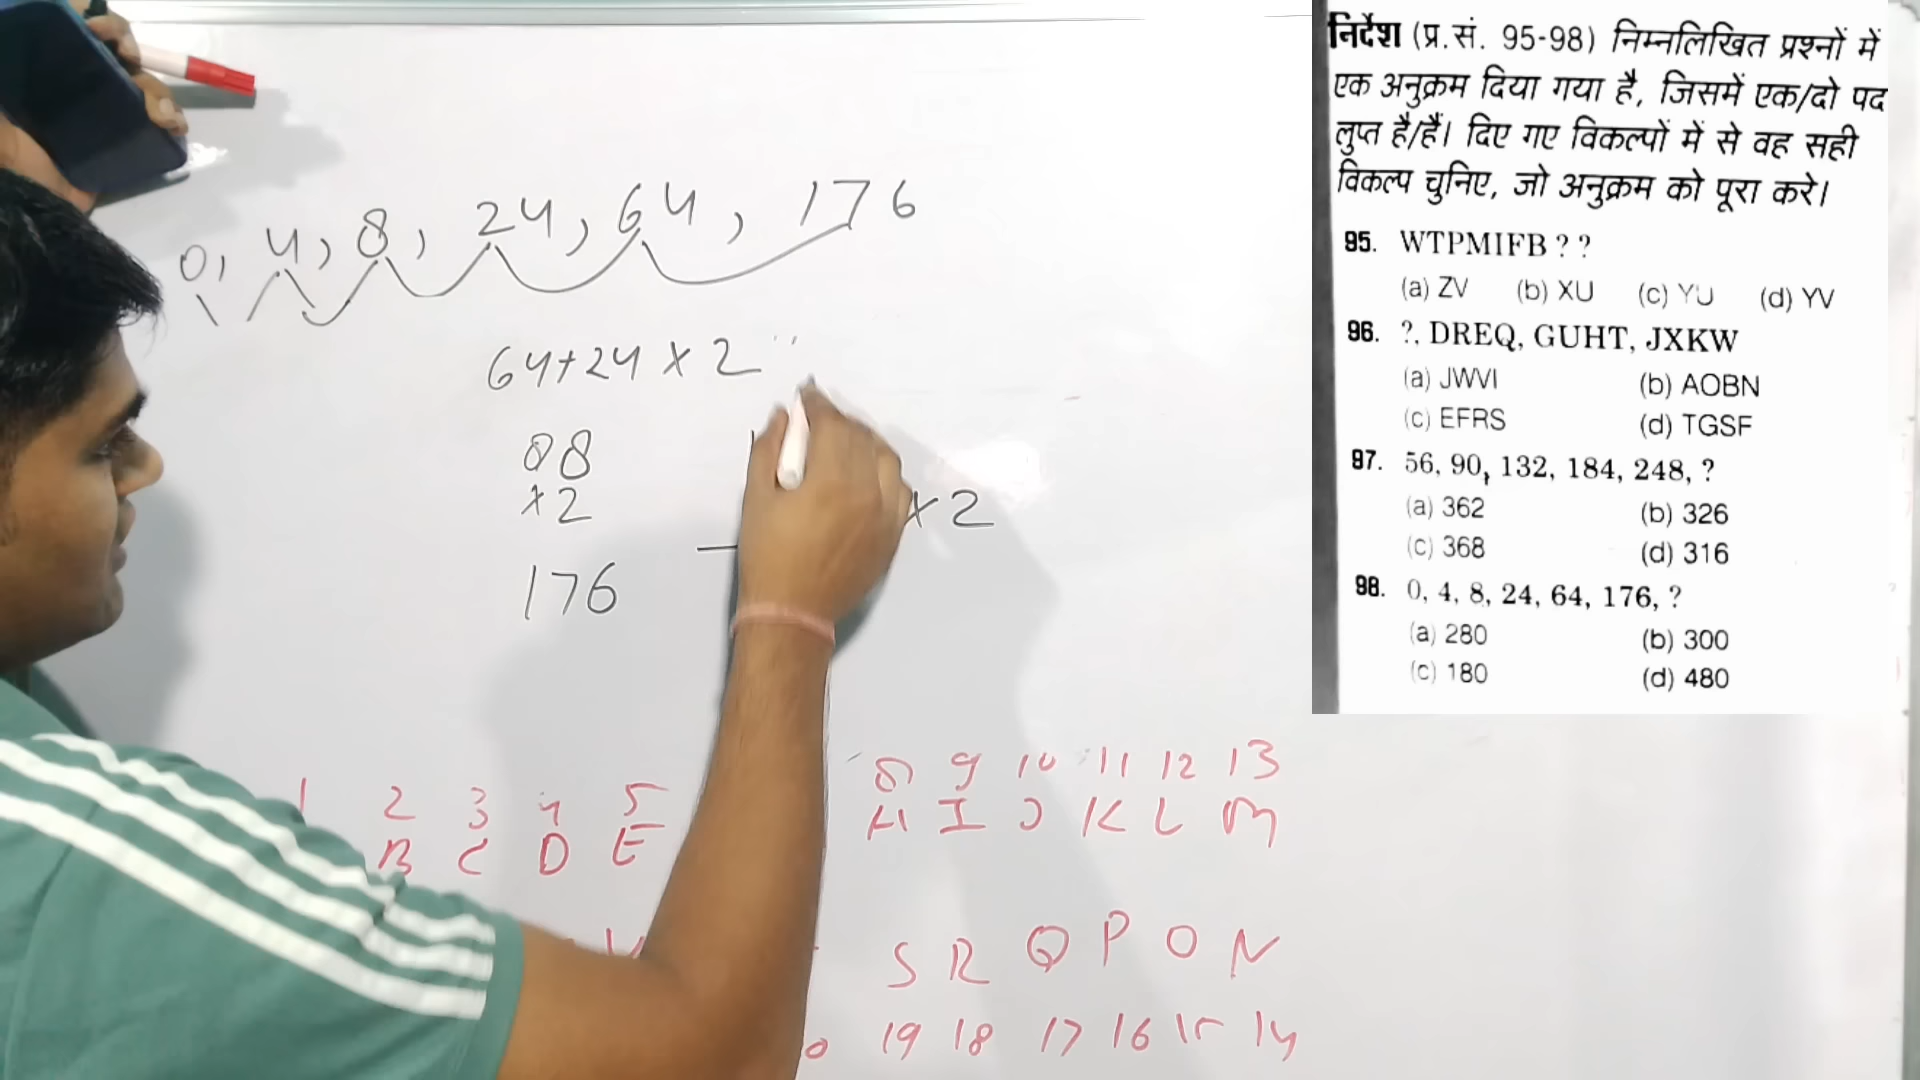 0, 4, 8, 24, 64, 176
64+24 × 2
88
×2
176
× 2
1 2 3 4 5
B C D E
8 9 10 11 12 13
H I J K L M
S R Q P O N
19 18 17 16 15 14
निर्देश (प्र.सं. 95-98) निम्नलिखित प्रश्नों में
एक अनुक्रम दिया गया है, जिसमें एक/दो पद
लुप्त है/हैं। दिए गए विकल्पों में से वह सही
विकल्प चुनिए, जो अनुक्रम को पूरा करे।
95. WTPMIFB ? ?
(a) ZV (b) XU (c) YU (d) YV
96. ?, DREQ, GUHT, JXKW
(a) JWVI (b) AOBN
(c) EFRS (d) TGSF
97. 56, 90, 132, 184, 248, ?
(a) 362 (b) 326
(c) 368 (d) 316
98. 0, 4, 8, 24, 64, 176, ?
(a) 280 (b) 300
(c) 180 (d) 480